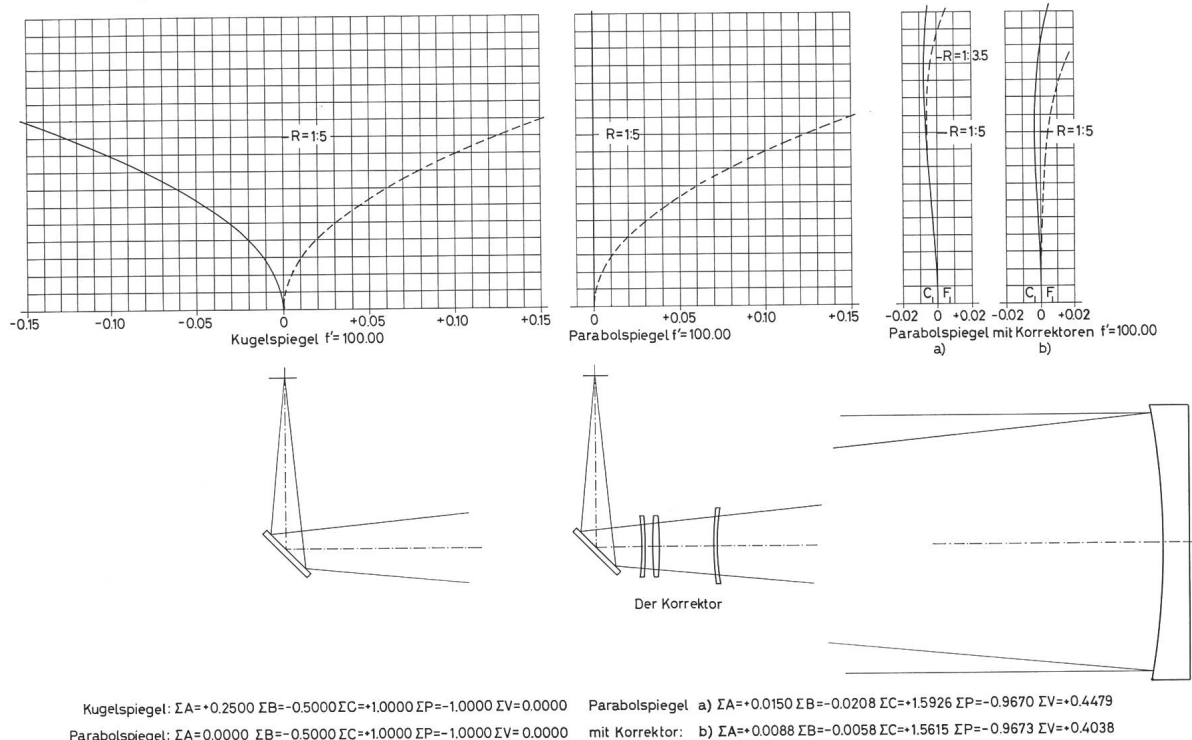 R=1:5
-0.15 -0.10 -0.05 0 +0.05 +0.10 +0.15
Kugelspiegel f'=100.00
R=1:5
0 +0.05 +0.10 +0.15
Parabolspiegel f'=100.00
R=1:3.5
R=1:5
C, F,
-0.02 0 +0.02
R=1:5
C, F,
-0.02 0 +0.02
Parabolspiegel mit Korrektoren f'=100.00
a) b)
Der Korrektor
Kugelspiegel: ΣA=+0.2500 ΣB=-0.5000 ΣC=+1.0000 ΣP=-1.0000 ΣV=0.0000
Parabolspiegel: ΣA=0.0000 ΣB=-0.5000 ΣC=+1.0000 ΣP=-1.0000 ΣV=0.0000
Parabolspiegel a) ΣA=+0.0150 ΣB=-0.0208 ΣC=+1.5926 ΣP=-0.9670 ΣV=+0.4479
mit Korrektor: b) ΣA=+0.0088 ΣB=-0.0058 ΣC=+1.5615 ΣP=-0.9673 ΣV=+0.4038